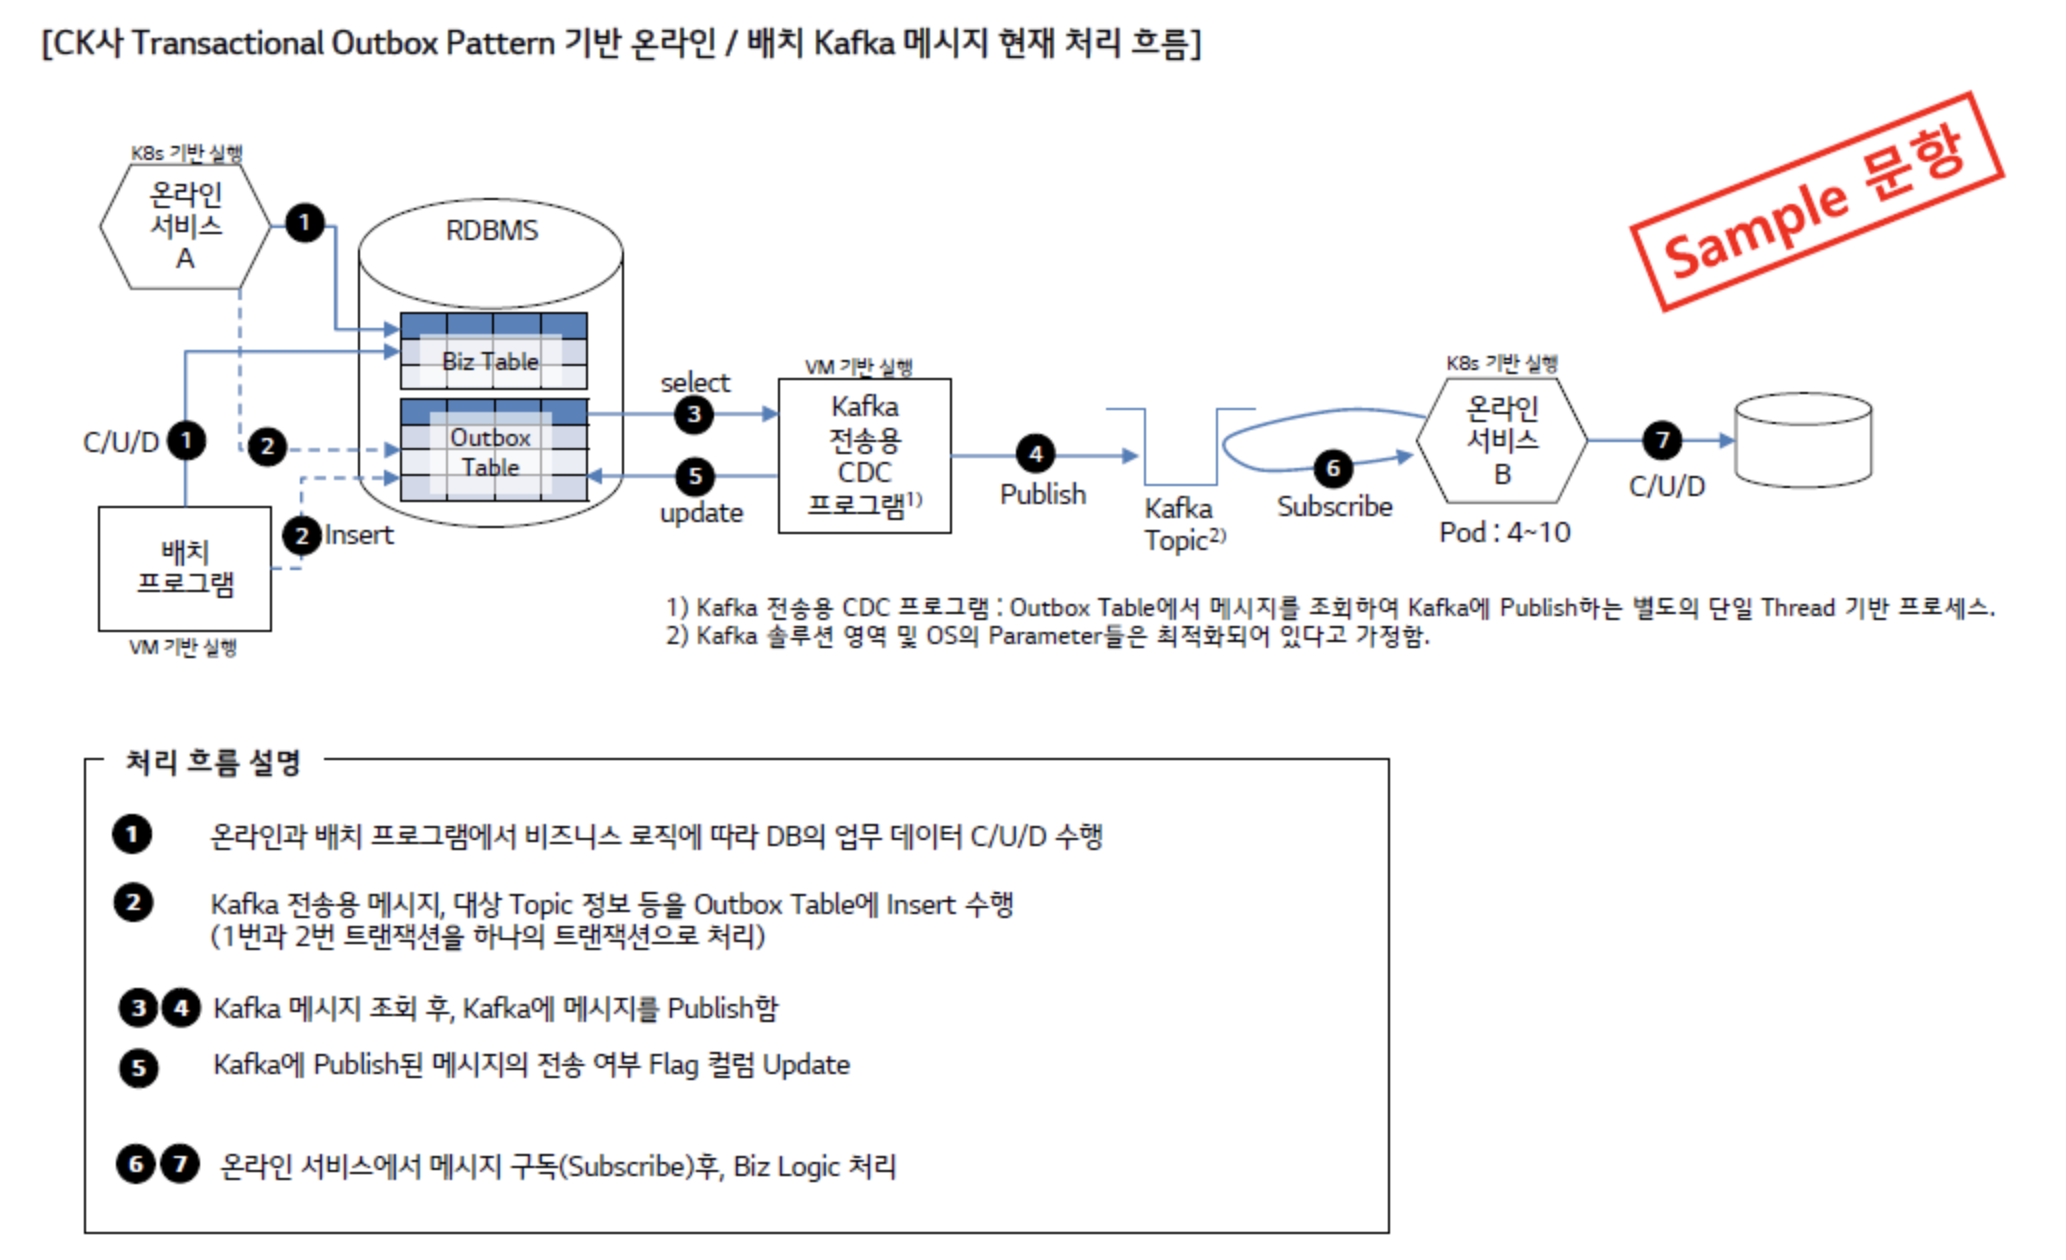 [CK사 Transactional Outbox Pattern 기반 온라인 / 배치 Kafka 메시지 현재 처리 흐름]
Sample 문항
K8s 기반 실행
온라인
서비스
A
1
RDBMS
Biz Table
Outbox
Table
C/U/D
1
2
2
Insert
배치
프로그램
VM 기반 실행
select
3
5
update
VM 기반 실행
Kafka
전송용
CDC
프로그램1)
4
Publish
Kafka
Topic2)
6
Subscribe
K8s 기반 실행
온라인
서비스
B
Pod : 4~10
7
C/U/D
1) Kafka 전송용 CDC 프로그램 : Outbox Table에서 메시지를 조회하여 Kafka에 Publish하는 별도의 단일 Thread 기반 프로세스.
2) Kafka 솔루션 영역 및 OS의 Parameter들은 최적화되어 있다고 가정함.
처리 흐름 설명
1 온라인과 배치 프로그램에서 비즈니스 로직에 따라 DB의 업무 데이터 C/U/D 수행
2 Kafka 전송용 메시지, 대상 Topic 정보 등을 Outbox Table에 Insert 수행
(1번과 2번 트랜잭션을 하나의 트랜잭션으로 처리)
3 4 Kafka 메시지 조회 후, Kafka에 메시지를 Publish함
5 Kafka에 Publish된 메시지의 전송 여부 Flag 컬럼 Update
6 7 온라인 서비스에서 메시지 구독(Subscribe)후, Biz Logic 처리